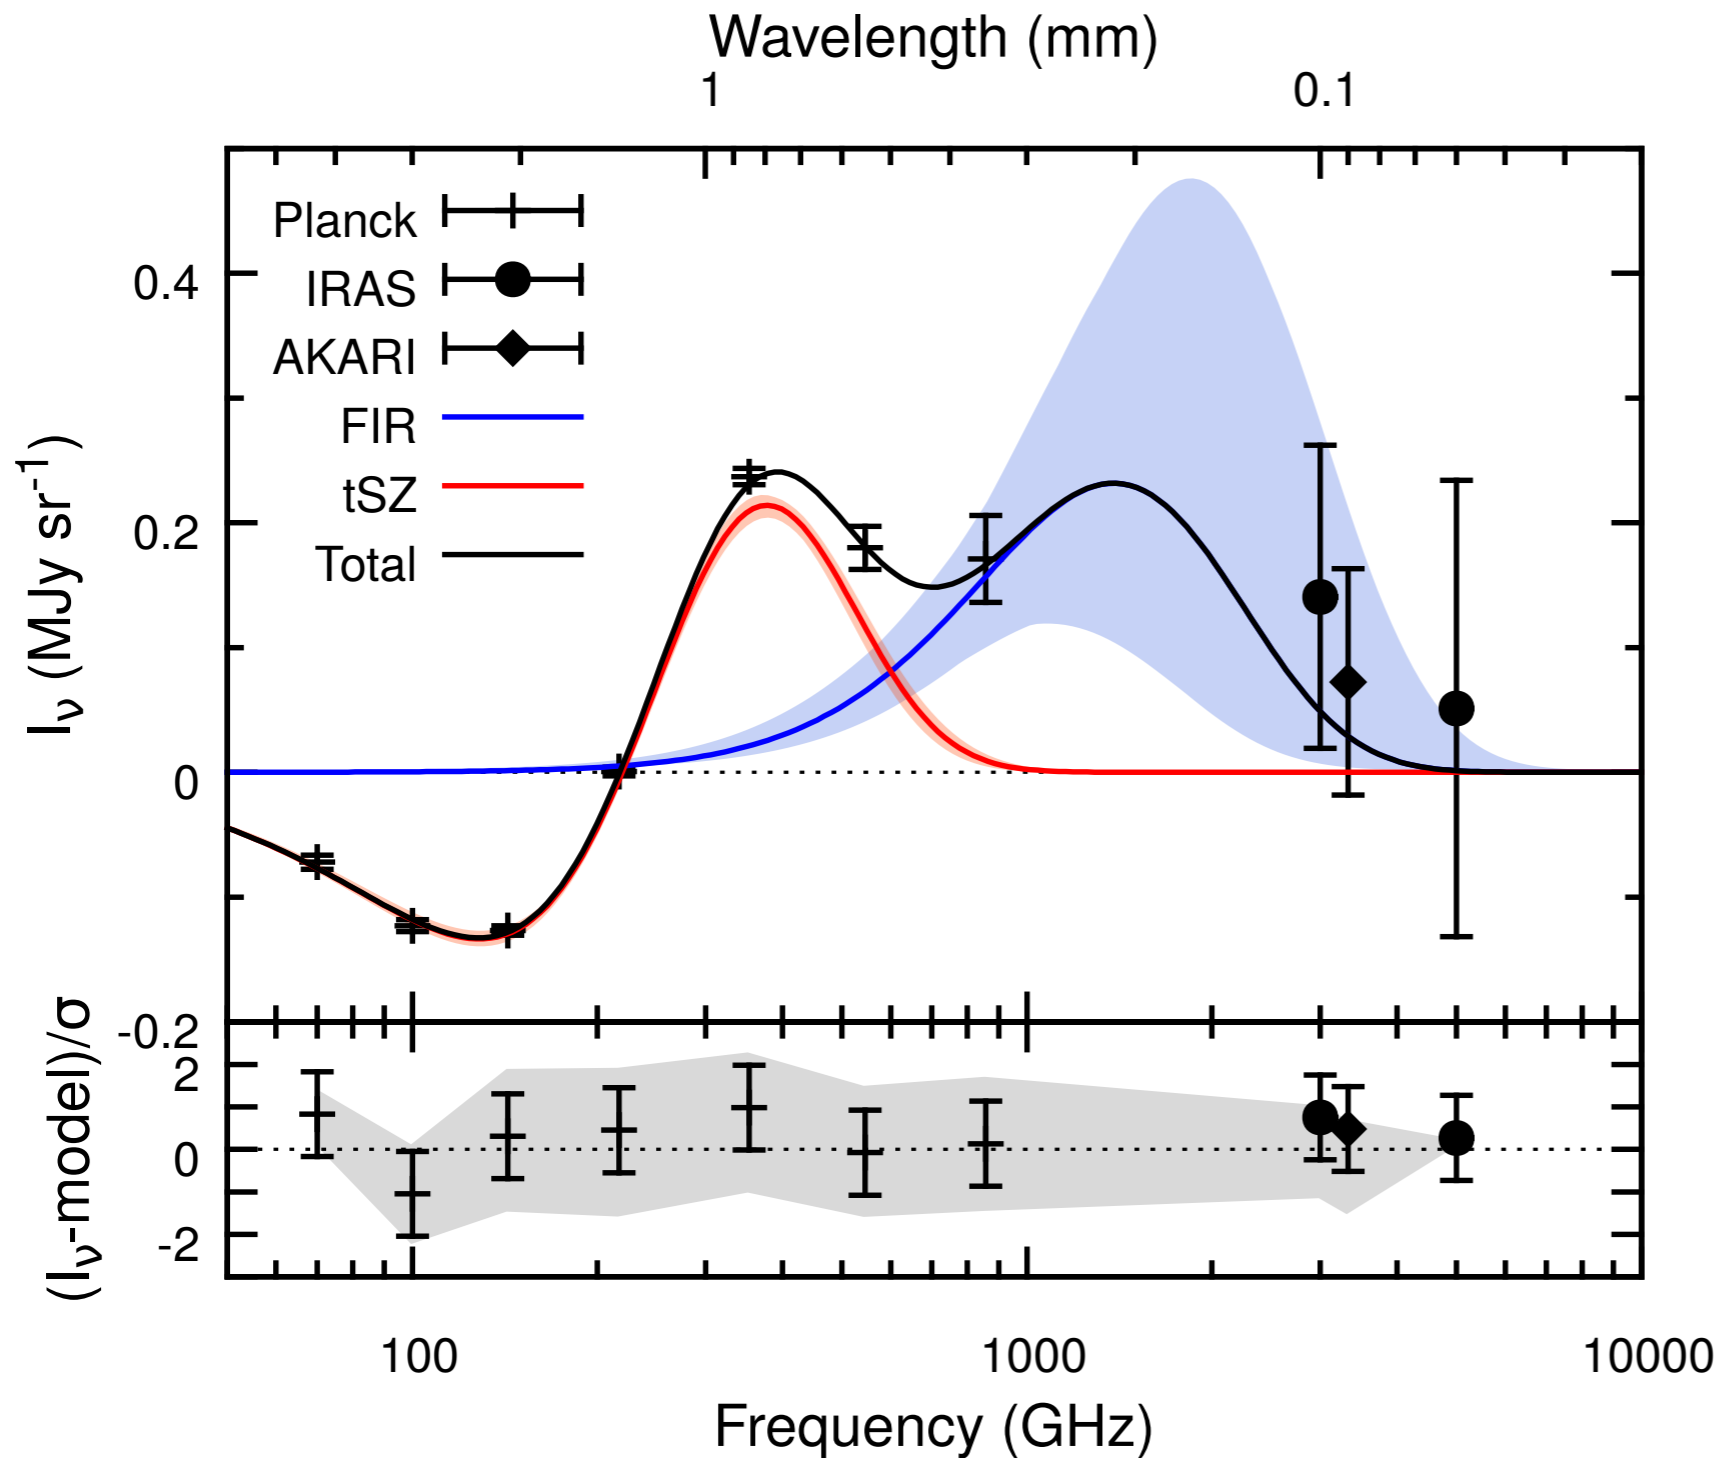 Wavelength (mm)
1 0.1
Planck
IRAS
AKARI
FIR
tSZ
Total
0.4
0.2
0
-0.2
Iν (MJy sr-1)
2
0
-2
(Iν-model)/σ
100 1000 10000
Frequency (GHz)